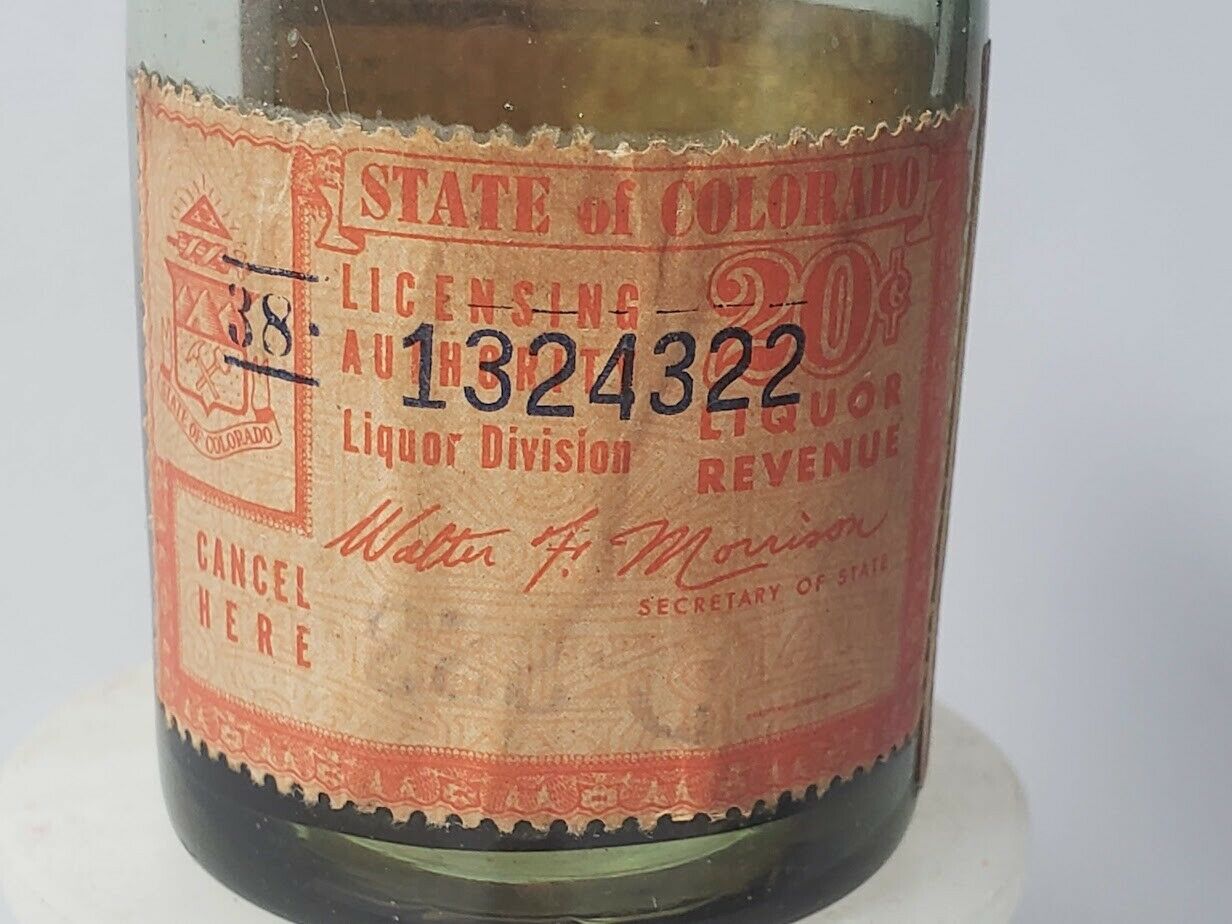 STATE of COLORADO
LICENSING
AUTHORITY
Liquor Division
20¢
LIQUOR
REVENUE
38.
1324322
STATE OF COLORADO
Walter F. Morrison
SECRETARY OF STATE
CANCEL
HERE